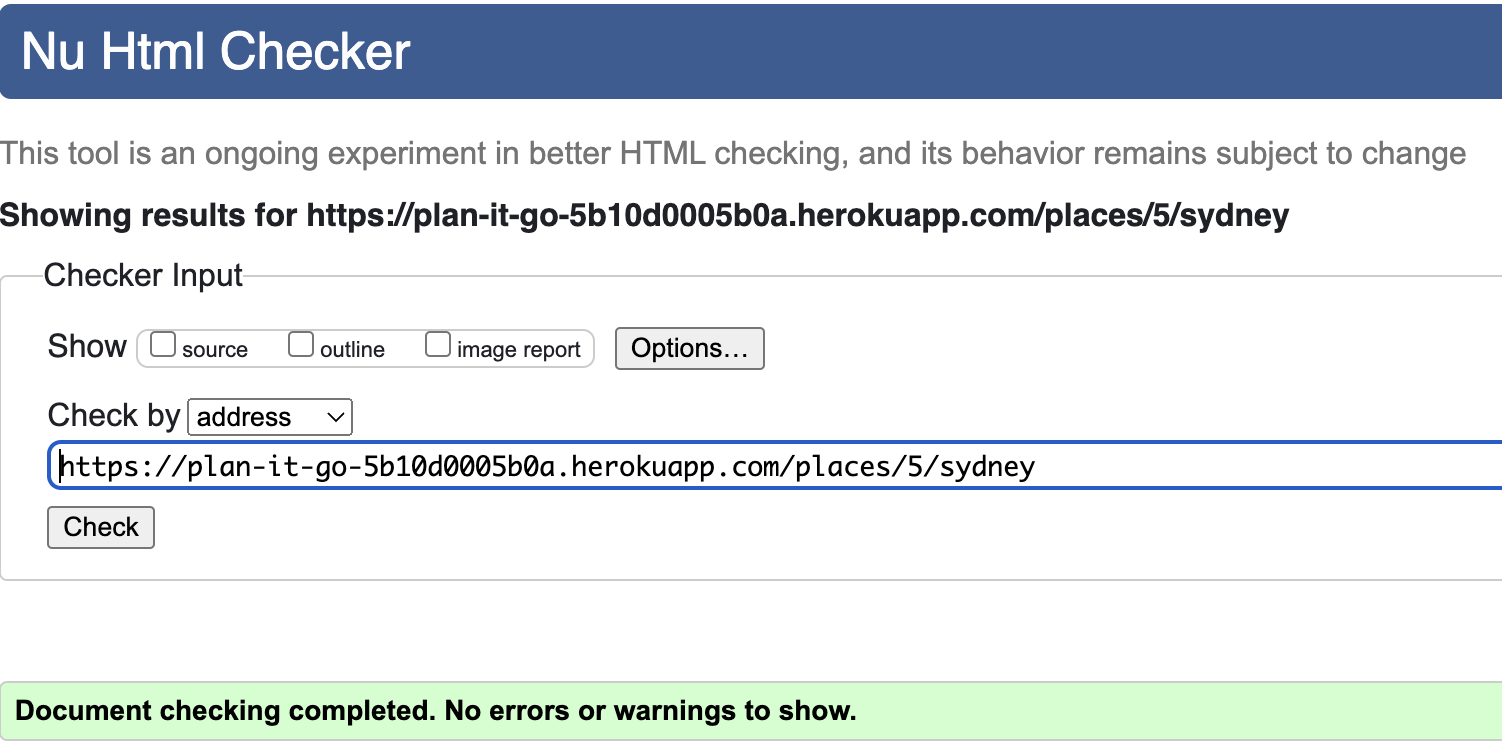 Nu Html Checker
This tool is an ongoing experiment in better HTML checking, and its behavior remains subject to change
Showing results for https://plan-it-go-5b10d0005b0a.herokuapp.com/places/5/sydney
Checker Input
Show source outline image report Options…
Check by address
https://plan-it-go-5b10d0005b0a.herokuapp.com/places/5/sydney
Check
Document checking completed. No errors or warnings to show.